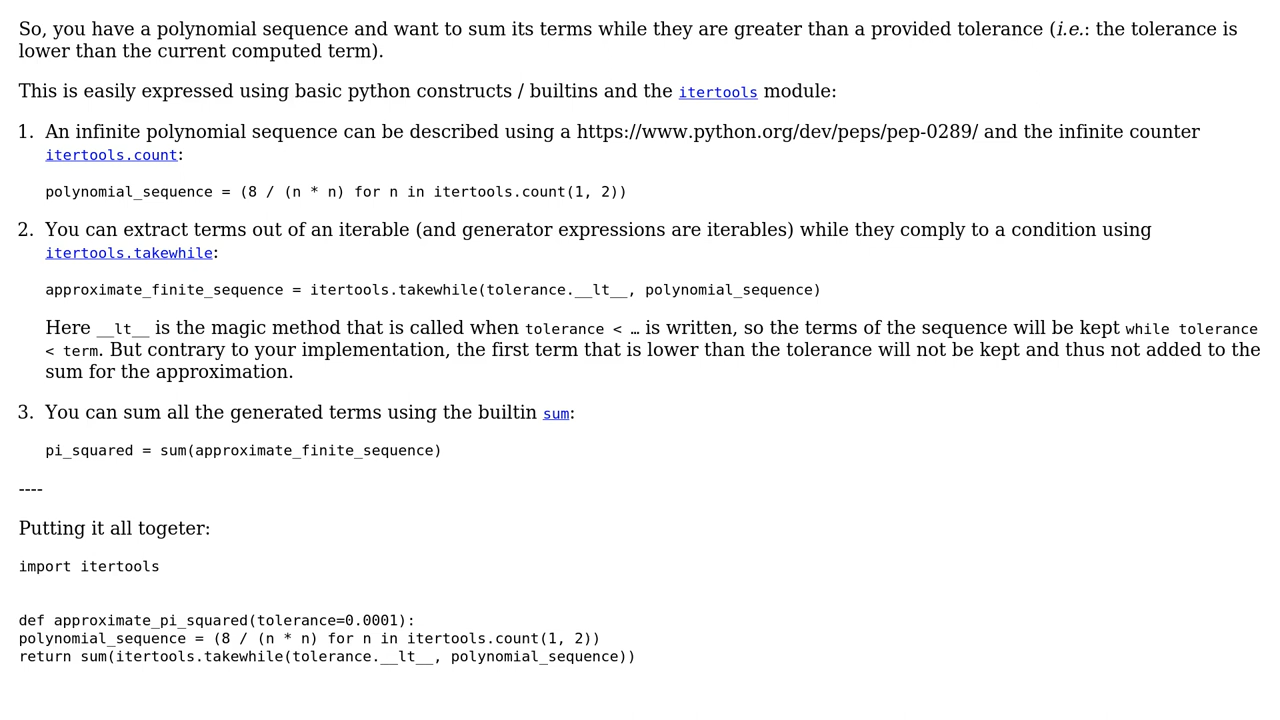 So, you have a polynomial sequence and want to sum its terms while they are greater than a provided tolerance (i.e.: the tolerance is
lower than the current computed term).
This is easily expressed using basic python constructs / builtins and the itertools module:
1. An infinite polynomial sequence can be described using a https://www.python.org/dev/peps/pep-0289/ and the infinite counter
itertools.count:
polynomial_sequence = (8 / (n * n) for n in itertools.count(1, 2))
2. You can extract terms out of an iterable (and generator expressions are iterables) while they comply to a condition using
itertools.takewhile:
approximate_finite_sequence = itertools.takewhile(tolerance.__lt__, polynomial_sequence)
Here __lt__ is the magic method that is called when tolerance < … is written, so the terms of the sequence will be kept while tolerance
< term. But contrary to your implementation, the first term that is lower than the tolerance will not be kept and thus not added to the
sum for the approximation.
3. You can sum all the generated terms using the builtin sum:
pi_squared = sum(approximate_finite_sequence)
----
Putting it all togeter:
import itertools
def approximate_pi_squared(tolerance=0.0001):
polynomial_sequence = (8 / (n * n) for n in itertools.count(1, 2))
return sum(itertools.takewhile(tolerance.__lt__, polynomial_sequence))